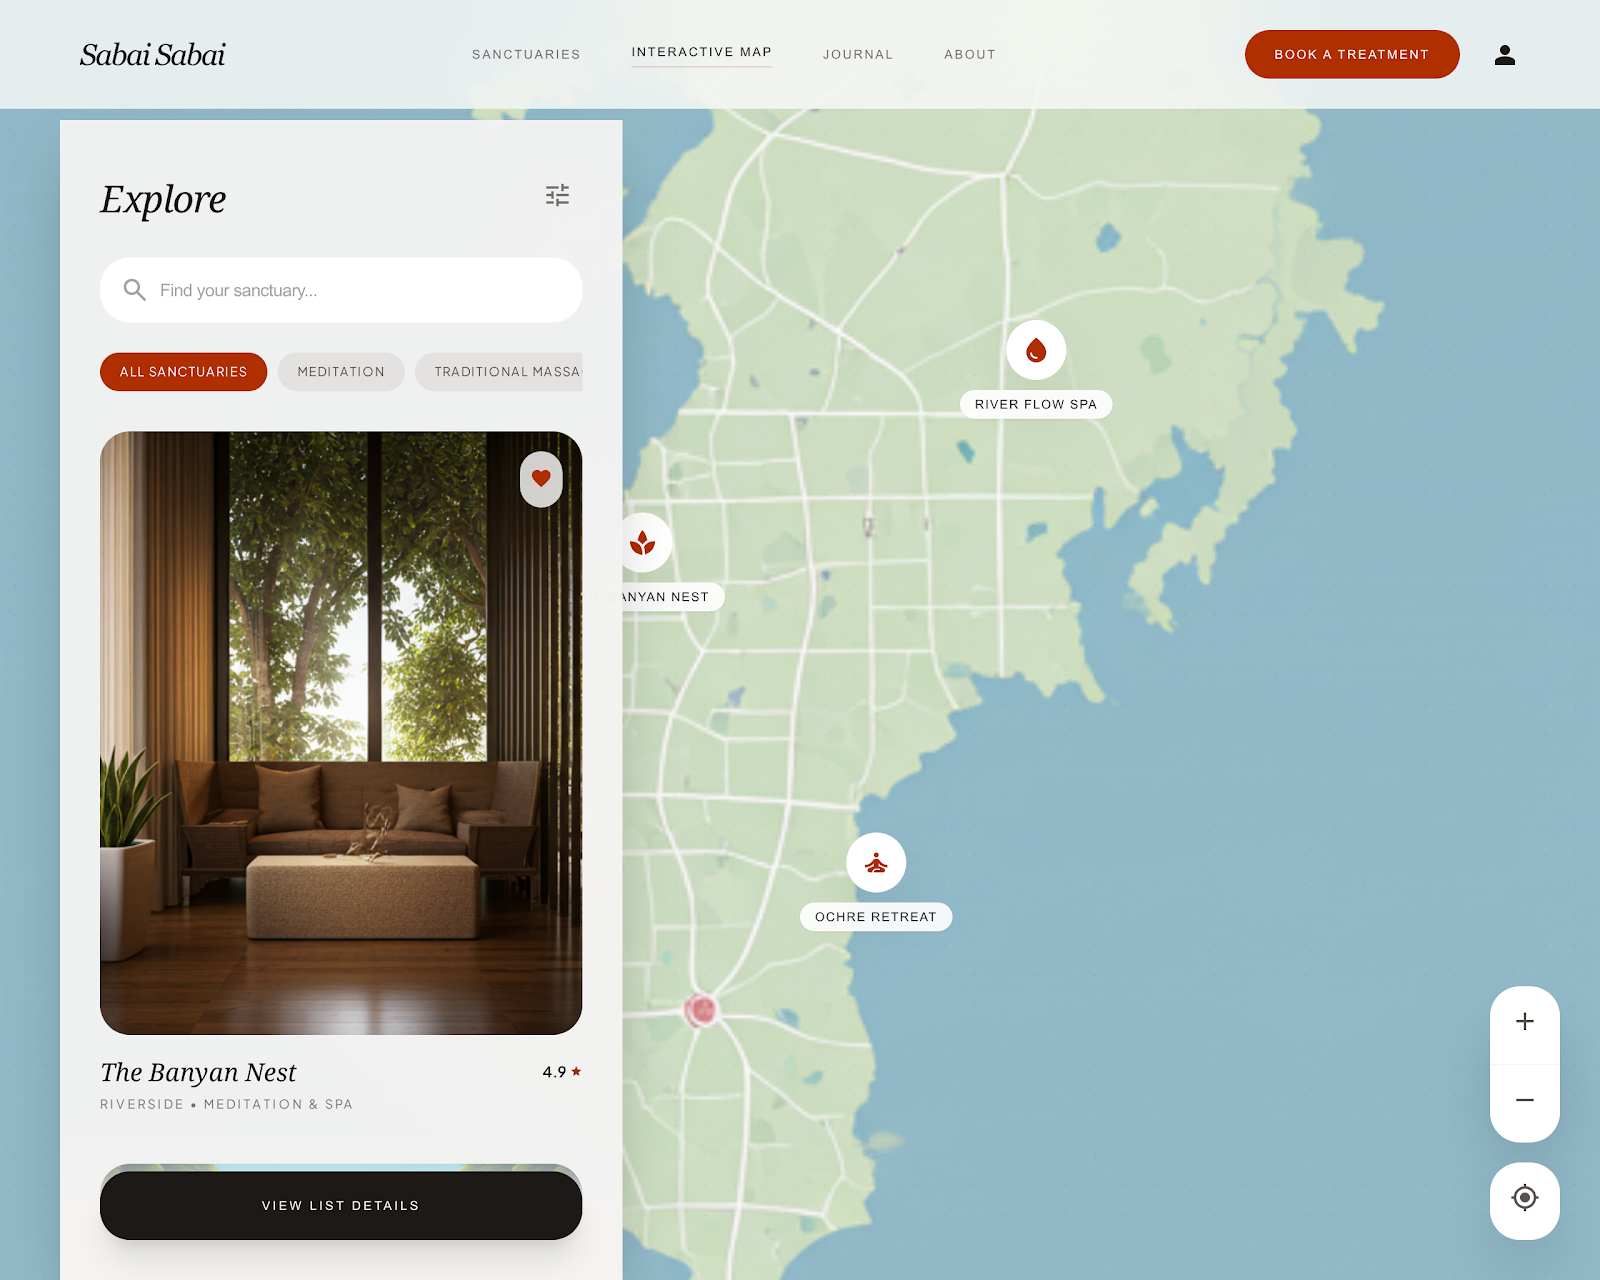 Sabai Sabai
SANCTUARIES
INTERACTIVE MAP
JOURNAL
ABOUT
BOOK A TREATMENT
Explore
Find your sanctuary...
ALL SANCTUARIES
MEDITATION
TRADITIONAL MASSA
The Banyan Nest
4.9 ★
RIVERSIDE • MEDITATION & SPA
VIEW LIST DETAILS
RIVER FLOW SPA
BANYAN NEST
OCHRE RETREAT